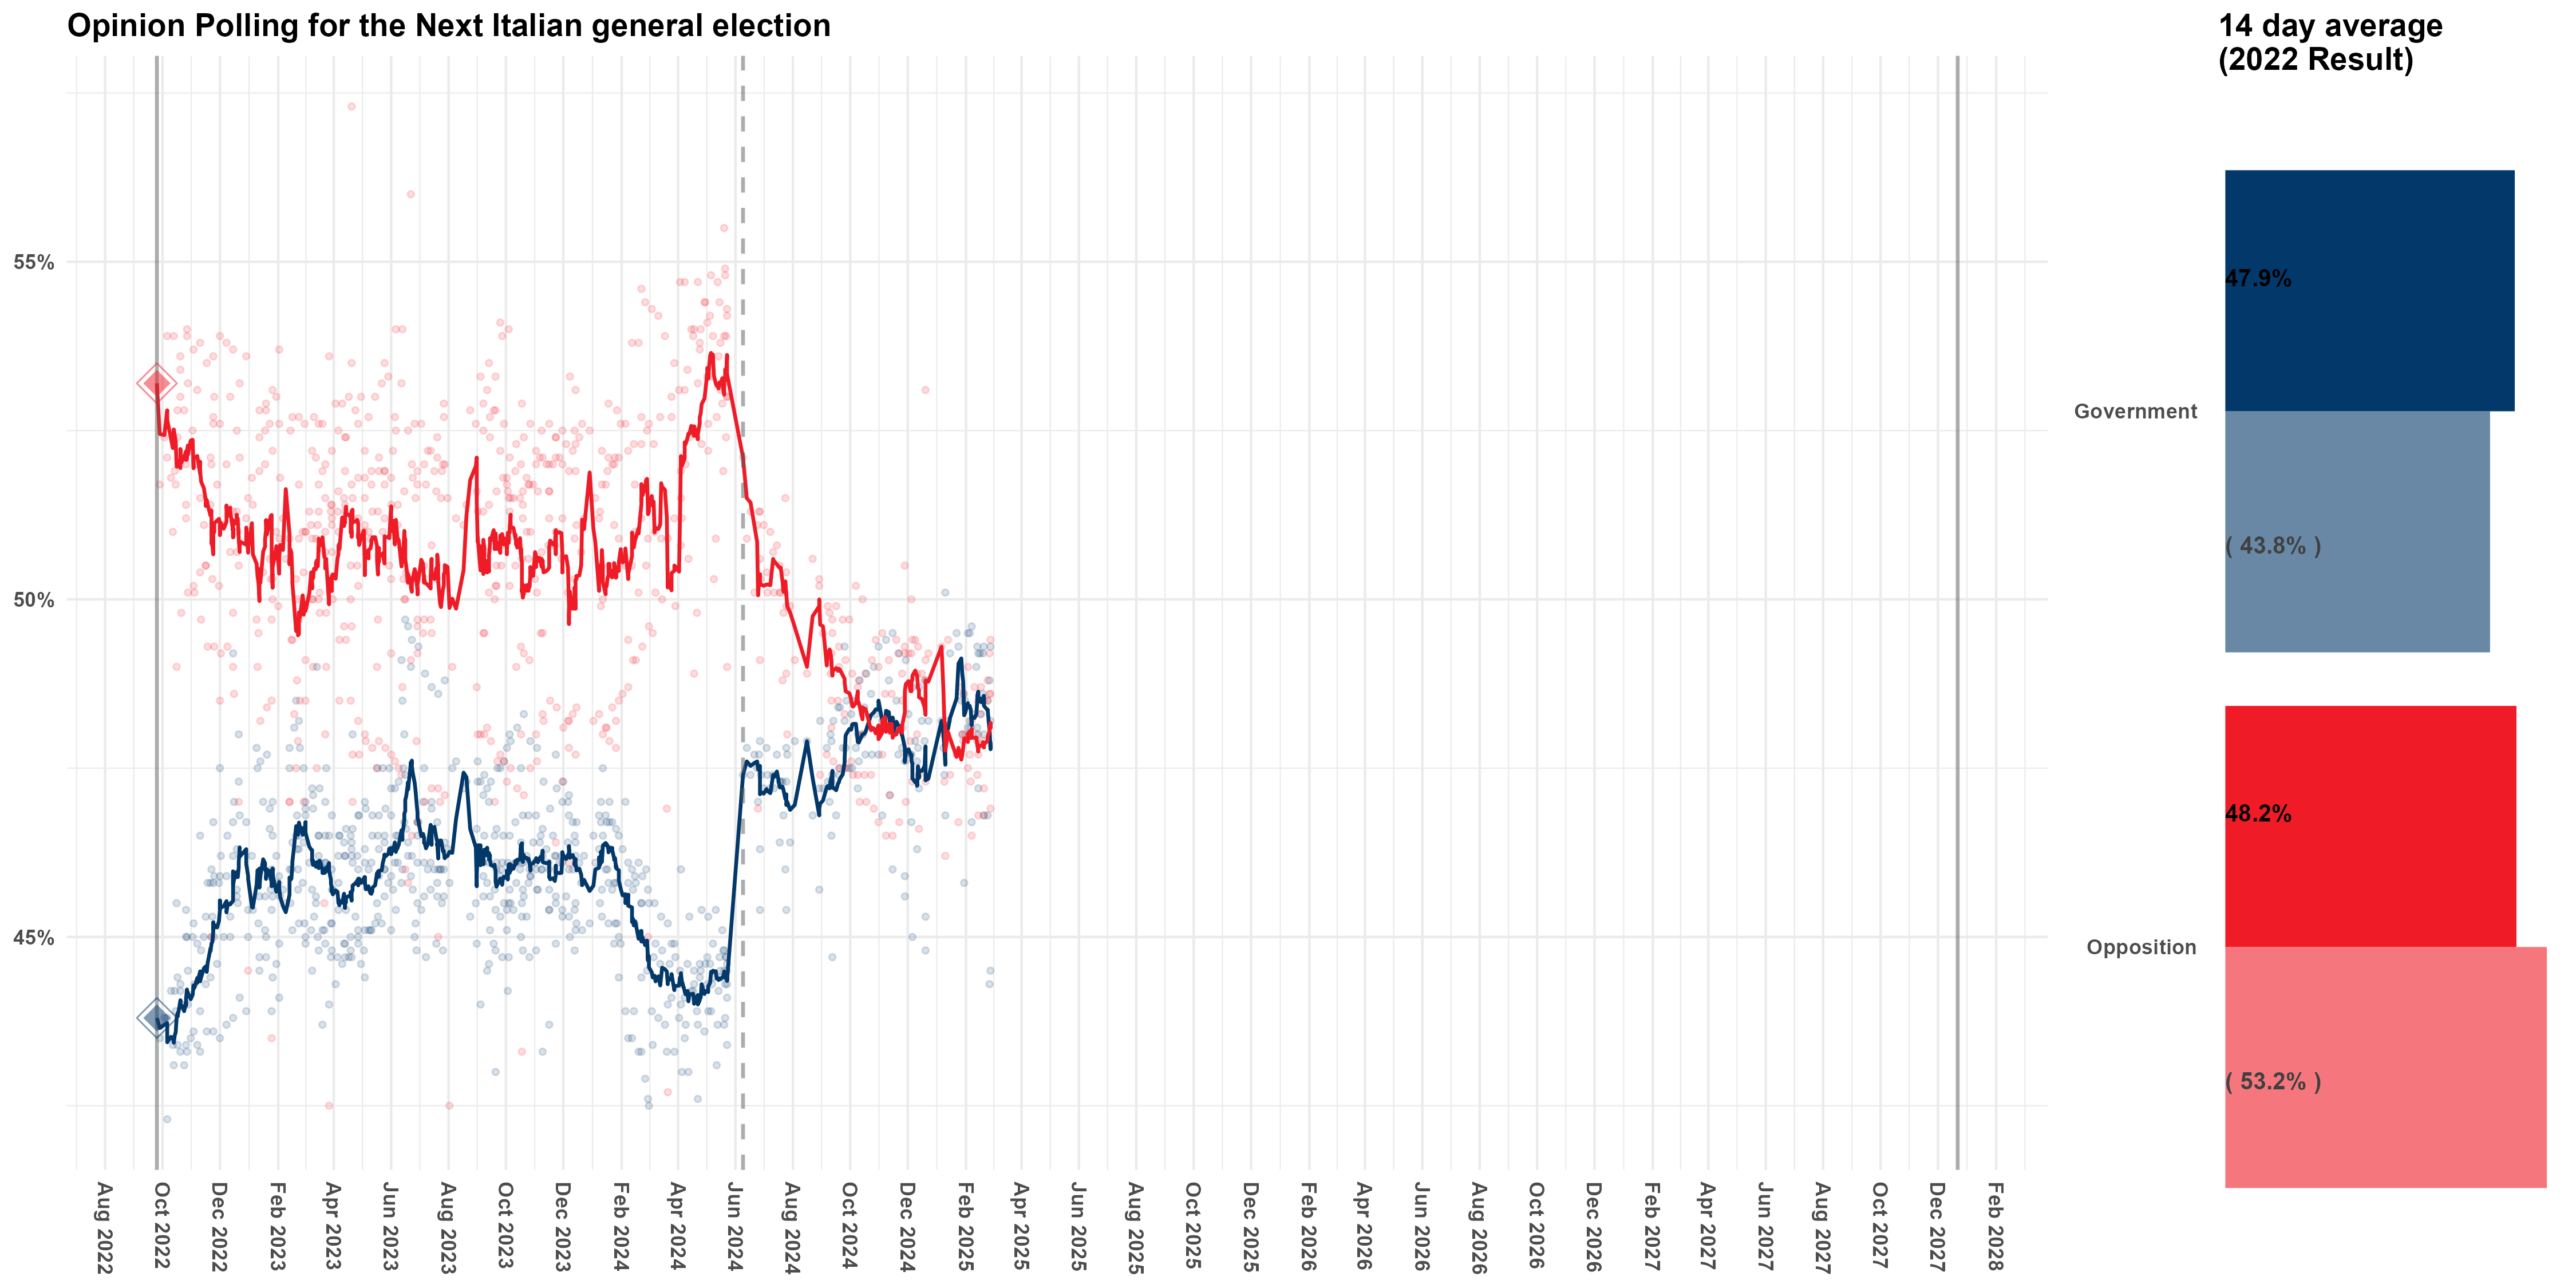 Opinion Polling for the Next Italian general election
14 day average
(2022 Result)
55%
50%
45%
Aug 2022
Oct 2022
Dec 2022
Feb 2023
Apr 2023
Jun 2023
Aug 2023
Oct 2023
Dec 2023
Feb 2024
Apr 2024
Jun 2024
Aug 2024
Oct 2024
Dec 2024
Feb 2025
Apr 2025
Jun 2025
Aug 2025
Oct 2025
Dec 2025
Feb 2026
Apr 2026
Jun 2026
Aug 2026
Oct 2026
Dec 2026
Feb 2027
Apr 2027
Jun 2027
Aug 2027
Oct 2027
Dec 2027
Feb 2028
Government
47.9%
( 43.8% )
Opposition
48.2%
( 53.2% )